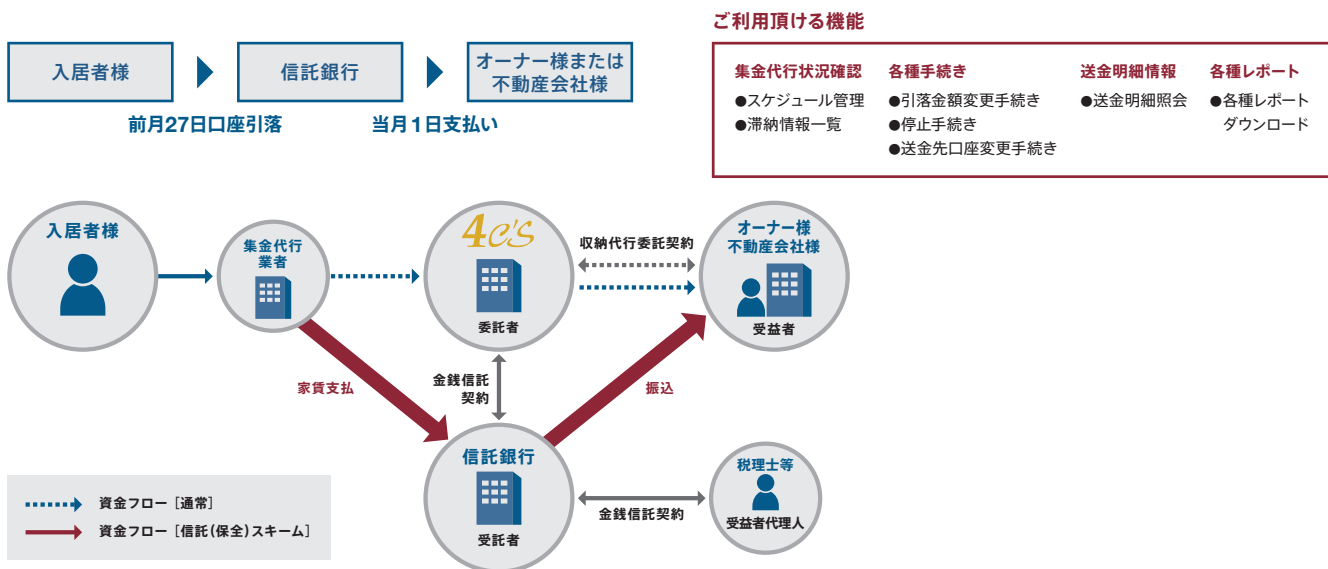 ご利用頂ける機能
入居者様
信託銀行
オーナー様または
不動産会社様
前月27日口座引落
当月1日支払い
集金代行状況確認
●スケジュール管理
●滞納情報一覧
各種手続き
●引落金額変更手続き
●停止手続き
●送金先口座変更手続き
送金明細情報
●送金明細照会
各種レポート
●各種レポート
ダウンロード
入居者様
集金代行
業者
4C'S
委託者
収納代行委託契約
オーナー様
不動産会社様
受益者
家賃支払
金銭信託
契約
振込
信託銀行
受託者
金銭信託契約
税理士等
受益者代理人
資金フロー［通常］
資金フロー［信託(保全)スキーム］